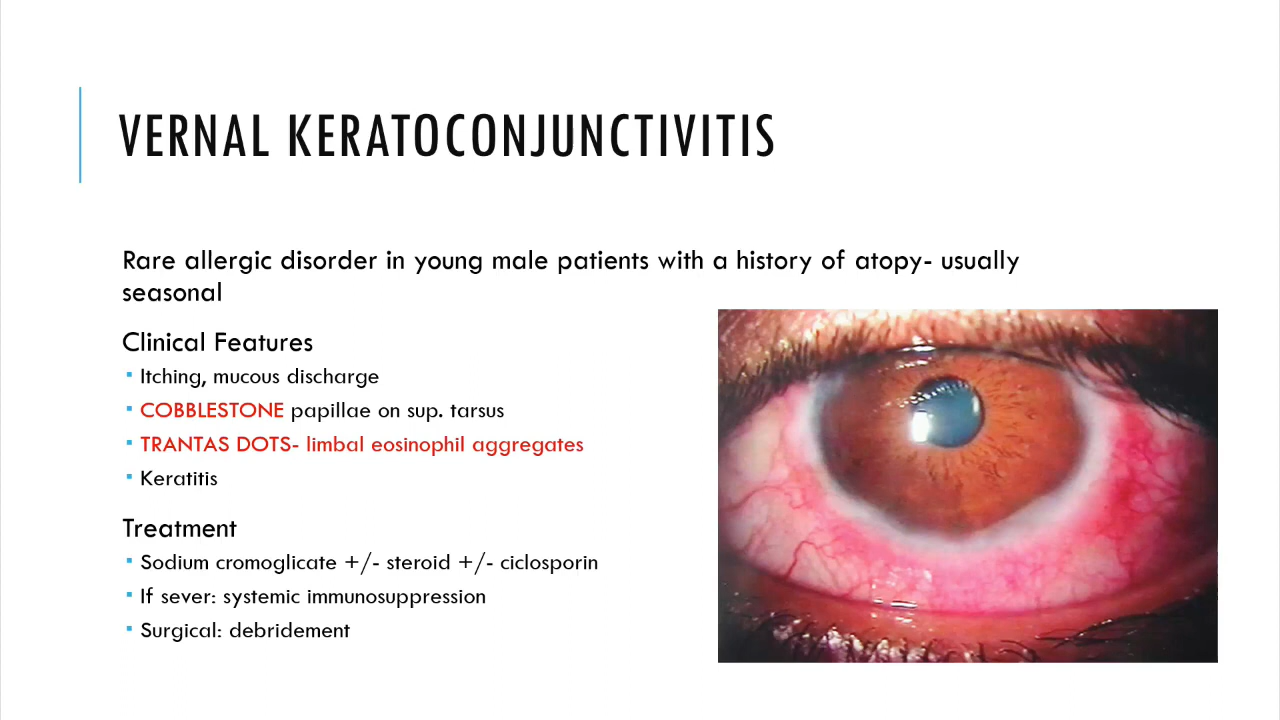 VERNAL KERATOCONJUNCTIVITIS
Rare allergic disorder in young male patients with a history of atopy- usually
seasonal
Clinical Features
▪ Itching, mucous discharge
▪ COBBLESTONE papillae on sup. tarsus
▪ TRANTAS DOTS- limbal eosinophil aggregates
▪ Keratitis
Treatment
▪ Sodium cromoglicate +/- steroid +/- ciclosporin
▪ If sever: systemic immunosuppression
▪ Surgical: debridement